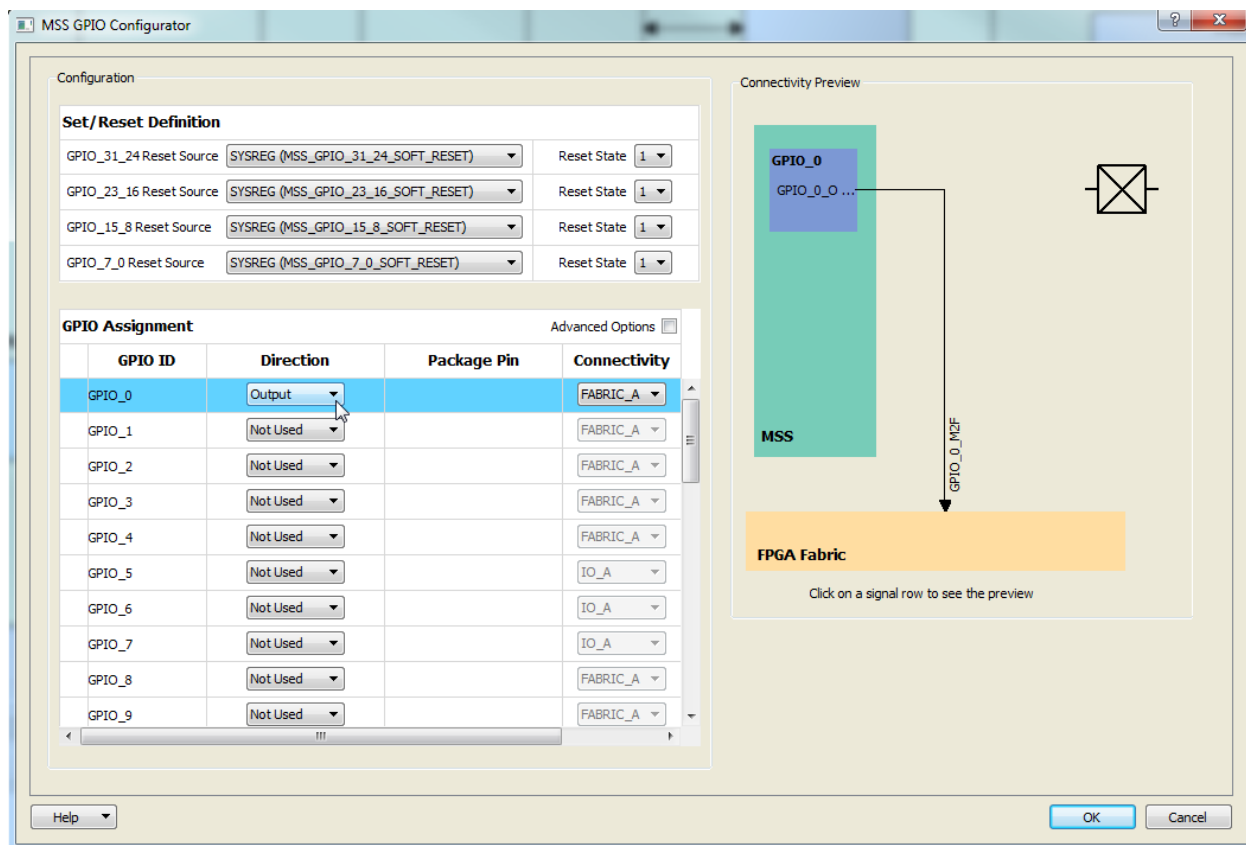 MSS GPIO Configurator
Configuration
Set/Reset Definition
GPIO_31_24 Reset Source SYSREG (MSS_GPIO_31_24_SOFT_RESET) Reset State 1
GPIO_23_16 Reset Source SYSREG (MSS_GPIO_23_16_SOFT_RESET) Reset State 1
GPIO_15_8 Reset Source SYSREG (MSS_GPIO_15_8_SOFT_RESET) Reset State 1
GPIO_7_0 Reset Source SYSREG (MSS_GPIO_7_0_SOFT_RESET) Reset State 1
GPIO Assignment Advanced Options
GPIO ID Direction Package Pin Connectivity
GPIO_0 Output FABRIC_A
GPIO_1 Not Used FABRIC_A
GPIO_2 Not Used FABRIC_A
GPIO_3 Not Used FABRIC_A
GPIO_4 Not Used FABRIC_A
GPIO_5 Not Used IO_A
GPIO_6 Not Used IO_A
GPIO_7 Not Used IO_A
GPIO_8 Not Used FABRIC_A
GPIO_9 Not Used FABRIC_A
Connectivity Preview
GPIO_0
GPIO_0_O ...
MSS
GPIO_0_M2F
FPGA Fabric
Click on a signal row to see the preview
Help OK Cancel